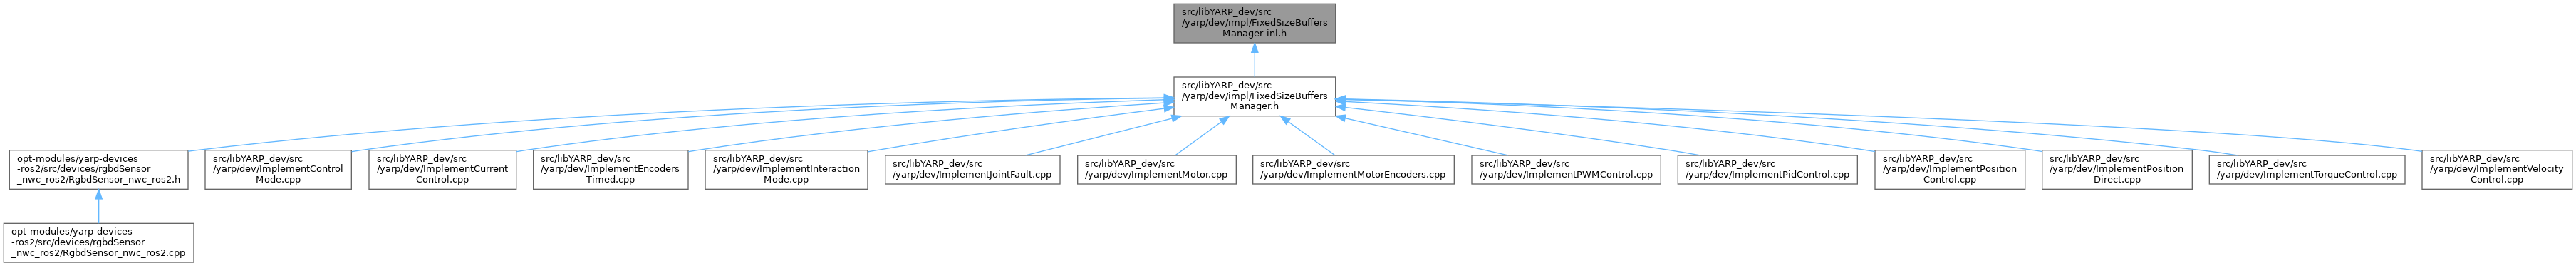 src/libYARP_dev/src
/yarp/dev/impl/FixedSizeBuffers
Manager-inl.h
src/libYARP_dev/src
/yarp/dev/impl/FixedSizeBuffers
Manager.h
opt-modules/yarp-devices
-ros2/src/devices/rgbdSensor
_nwc_ros2/RgbdSensor_nwc_ros2.h
src/libYARP_dev/src
/yarp/dev/ImplementControl
Mode.cpp
src/libYARP_dev/src
/yarp/dev/ImplementCurrent
Control.cpp
src/libYARP_dev/src
/yarp/dev/ImplementEncoders
Timed.cpp
src/libYARP_dev/src
/yarp/dev/ImplementInteraction
Mode.cpp
src/libYARP_dev/src
/yarp/dev/ImplementJointFault.cpp
src/libYARP_dev/src
/yarp/dev/ImplementMotor.cpp
src/libYARP_dev/src
/yarp/dev/ImplementMotorEncoders.cpp
src/libYARP_dev/src
/yarp/dev/ImplementPWMControl.cpp
src/libYARP_dev/src
/yarp/dev/ImplementPidControl.cpp
src/libYARP_dev/src
/yarp/dev/ImplementPosition
Control.cpp
src/libYARP_dev/src
/yarp/dev/ImplementPosition
Direct.cpp
src/libYARP_dev/src
/yarp/dev/ImplementTorqueControl.cpp
src/libYARP_dev/src
/yarp/dev/ImplementVelocity
Control.cpp
opt-modules/yarp-devices
-ros2/src/devices/rgbdSensor
_nwc_ros2/RgbdSensor_nwc_ros2.cpp